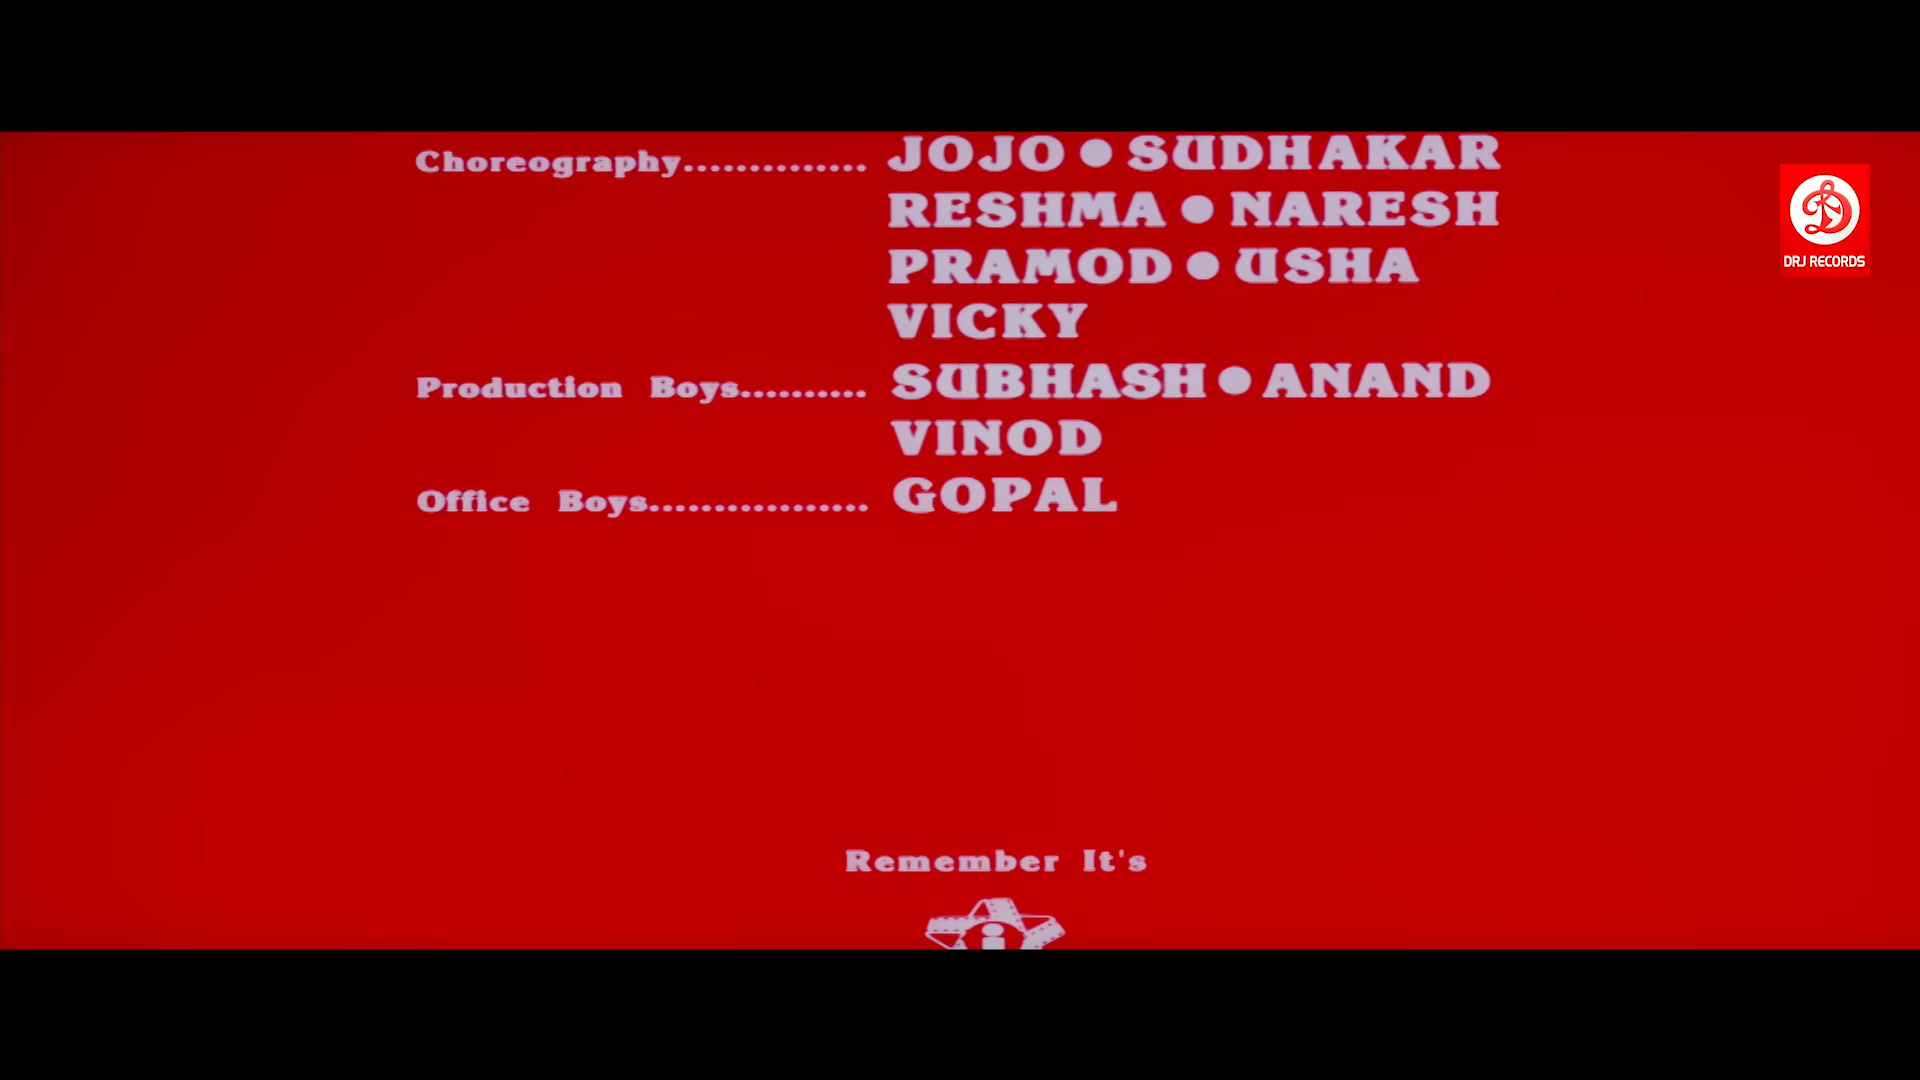 Choreography.............. JOJO ● SUDHAKAR
RESHMA ● NARESH
PRAMOD ● USHA
VICKY
Production Boys.......... SUBHASH ● ANAND
VINOD
Office Boys................. GOPAL
Remember It's
i
DRJ RECORDS